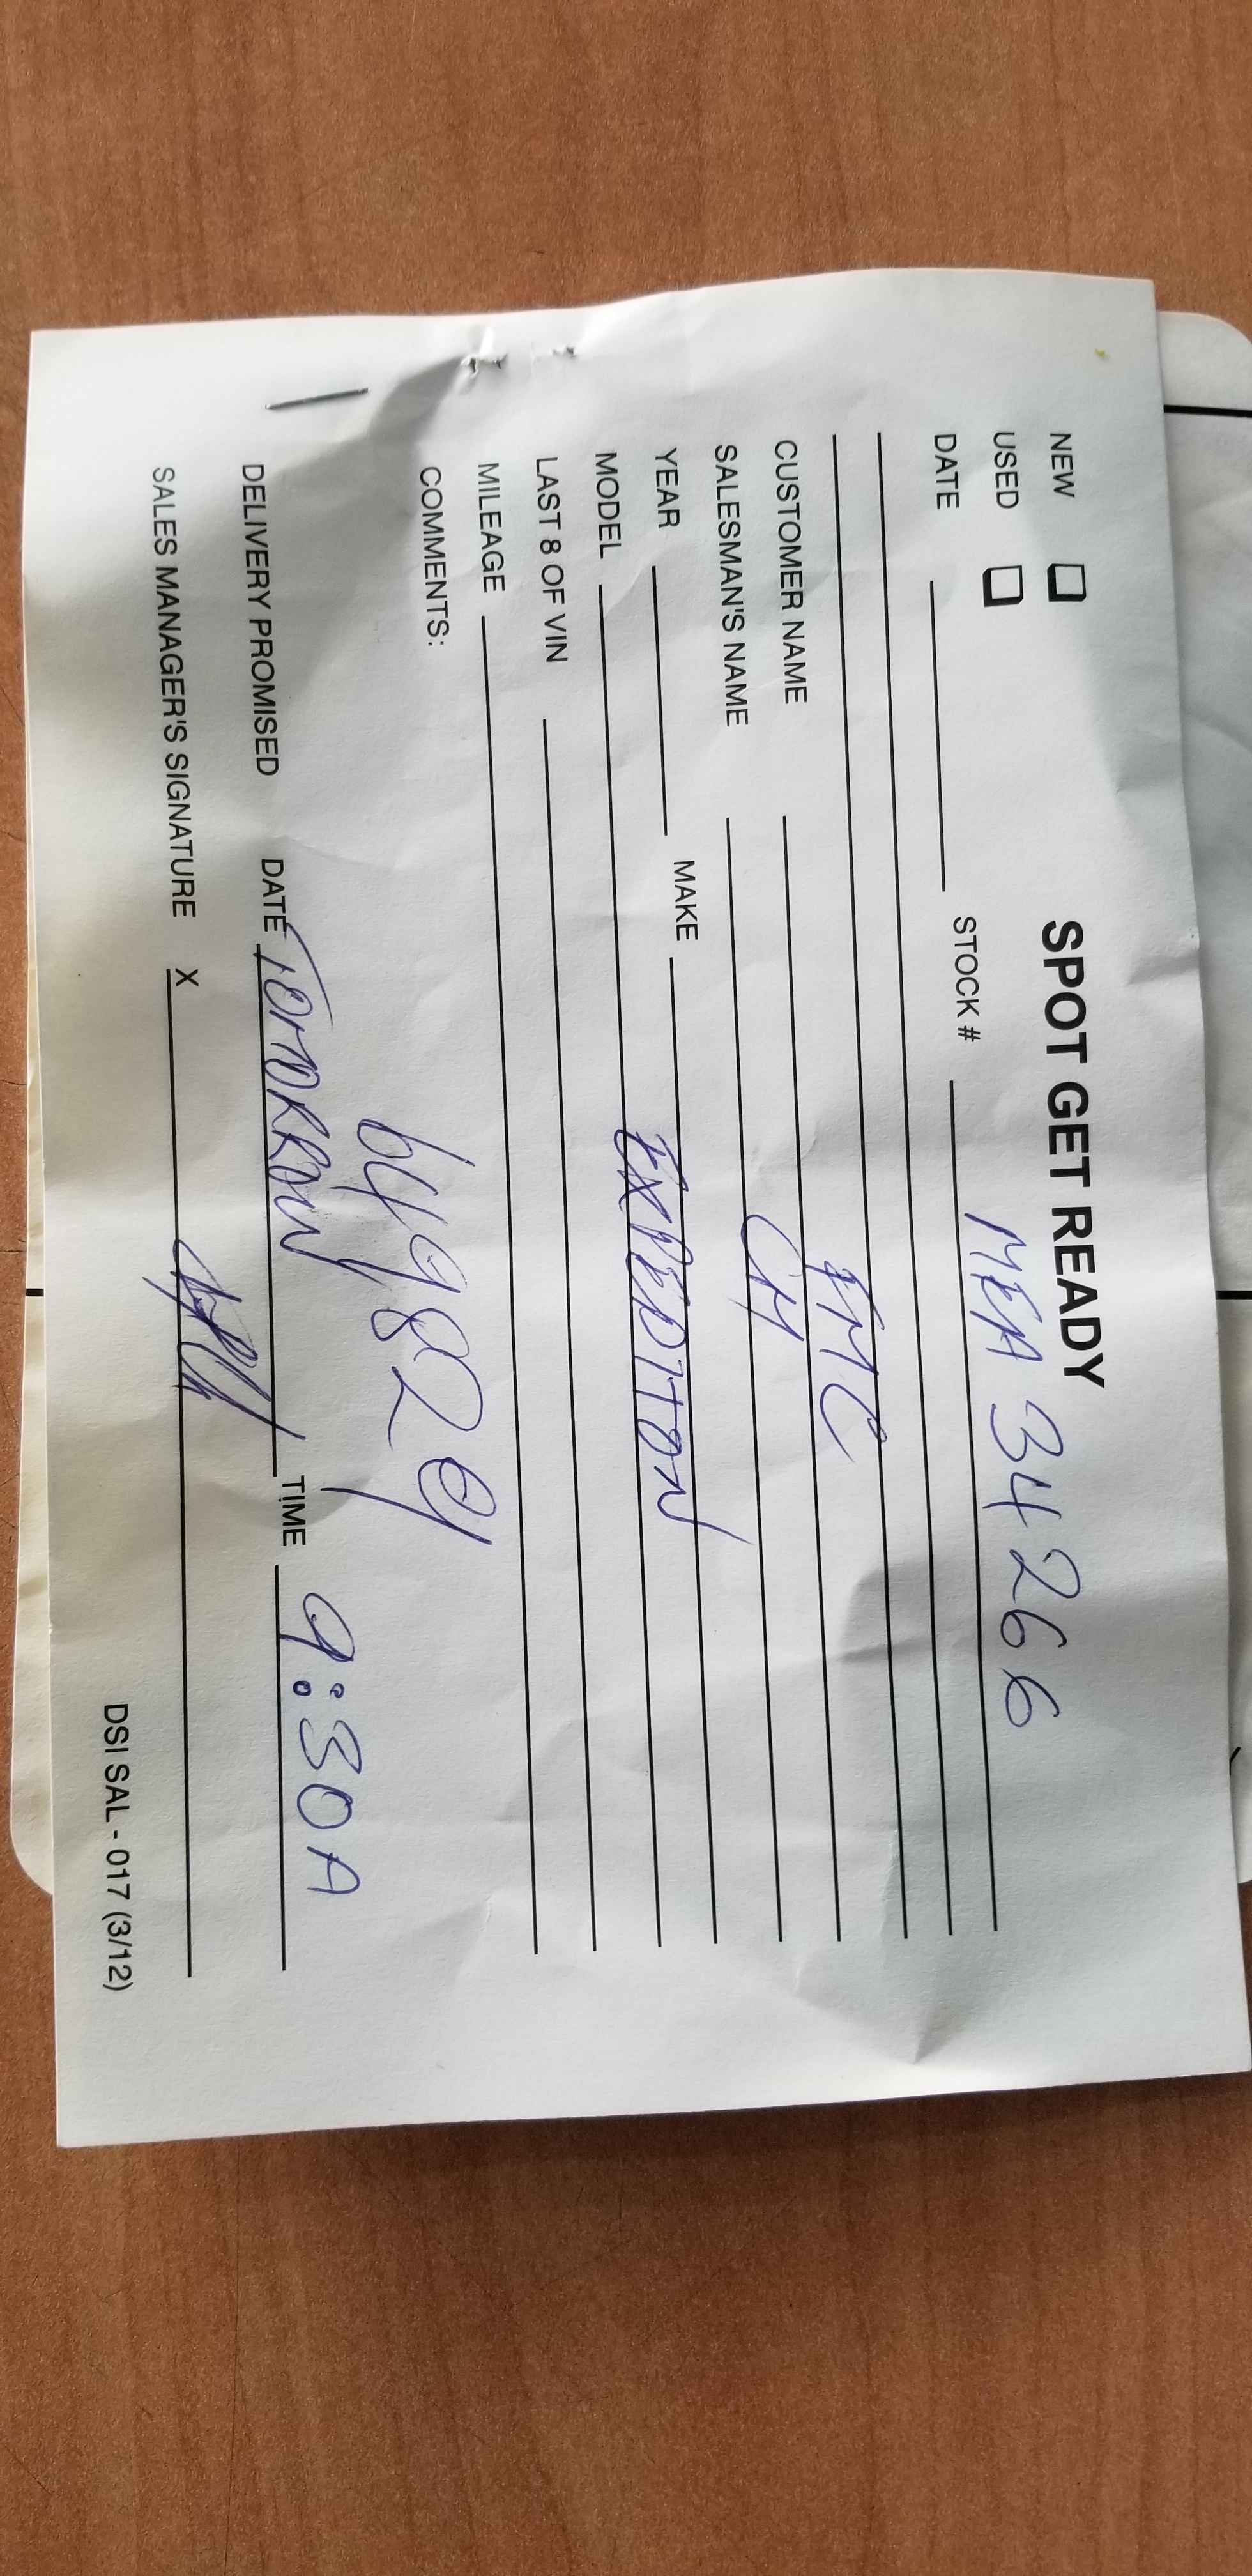 SPOT GET READY
NEW
USED
DATE STOCK # MEA 34266
CUSTOMER NAME FMC
SALESMAN'S NAME CM
YEAR MAKE
MODEL EXPEDITION
LAST 8 OF VIN
MILEAGE
COMMENTS:
DELIVERY PROMISED DATE TOMORROW TIME 9:30A
SALES MANAGER'S SIGNATURE X
DSI SAL - 017 (3/12)